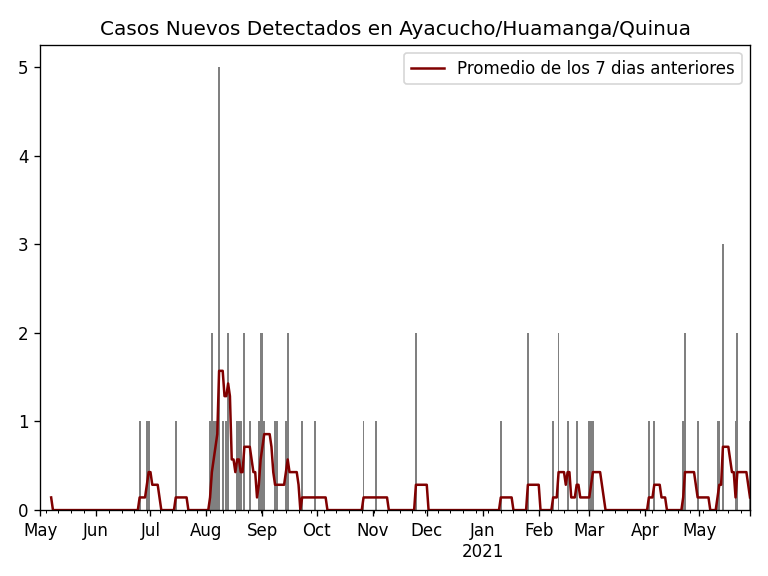 Casos Nuevos Detectados en Ayacucho/Huamanga/Quinua
Promedio de los 7 dias anteriores
5
4
3
2
1
0
May Jun Jul Aug Sep Oct Nov Dec Jan Feb Mar Apr May
2021